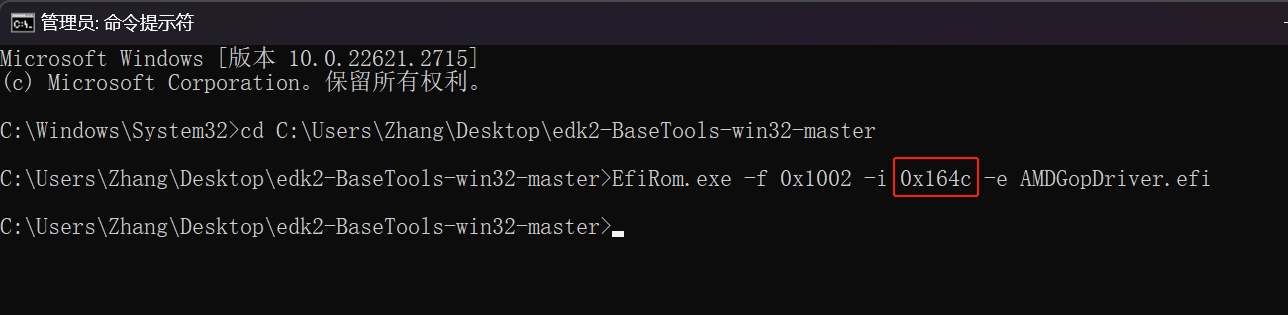 管理员: 命令提示符
Microsoft Windows [版本 10.0.22621.2715]
(c) Microsoft Corporation。保留所有权利。
C:\Windows\System32>cd C:\Users\Zhang\Desktop\edk2-BaseTools-win32-master
C:\Users\Zhang\Desktop\edk2-BaseTools-win32-master>EfiRom.exe -f 0x1002 -i 0x164c -e AMDGopDriver.efi
C:\Users\Zhang\Desktop\edk2-BaseTools-win32-master>